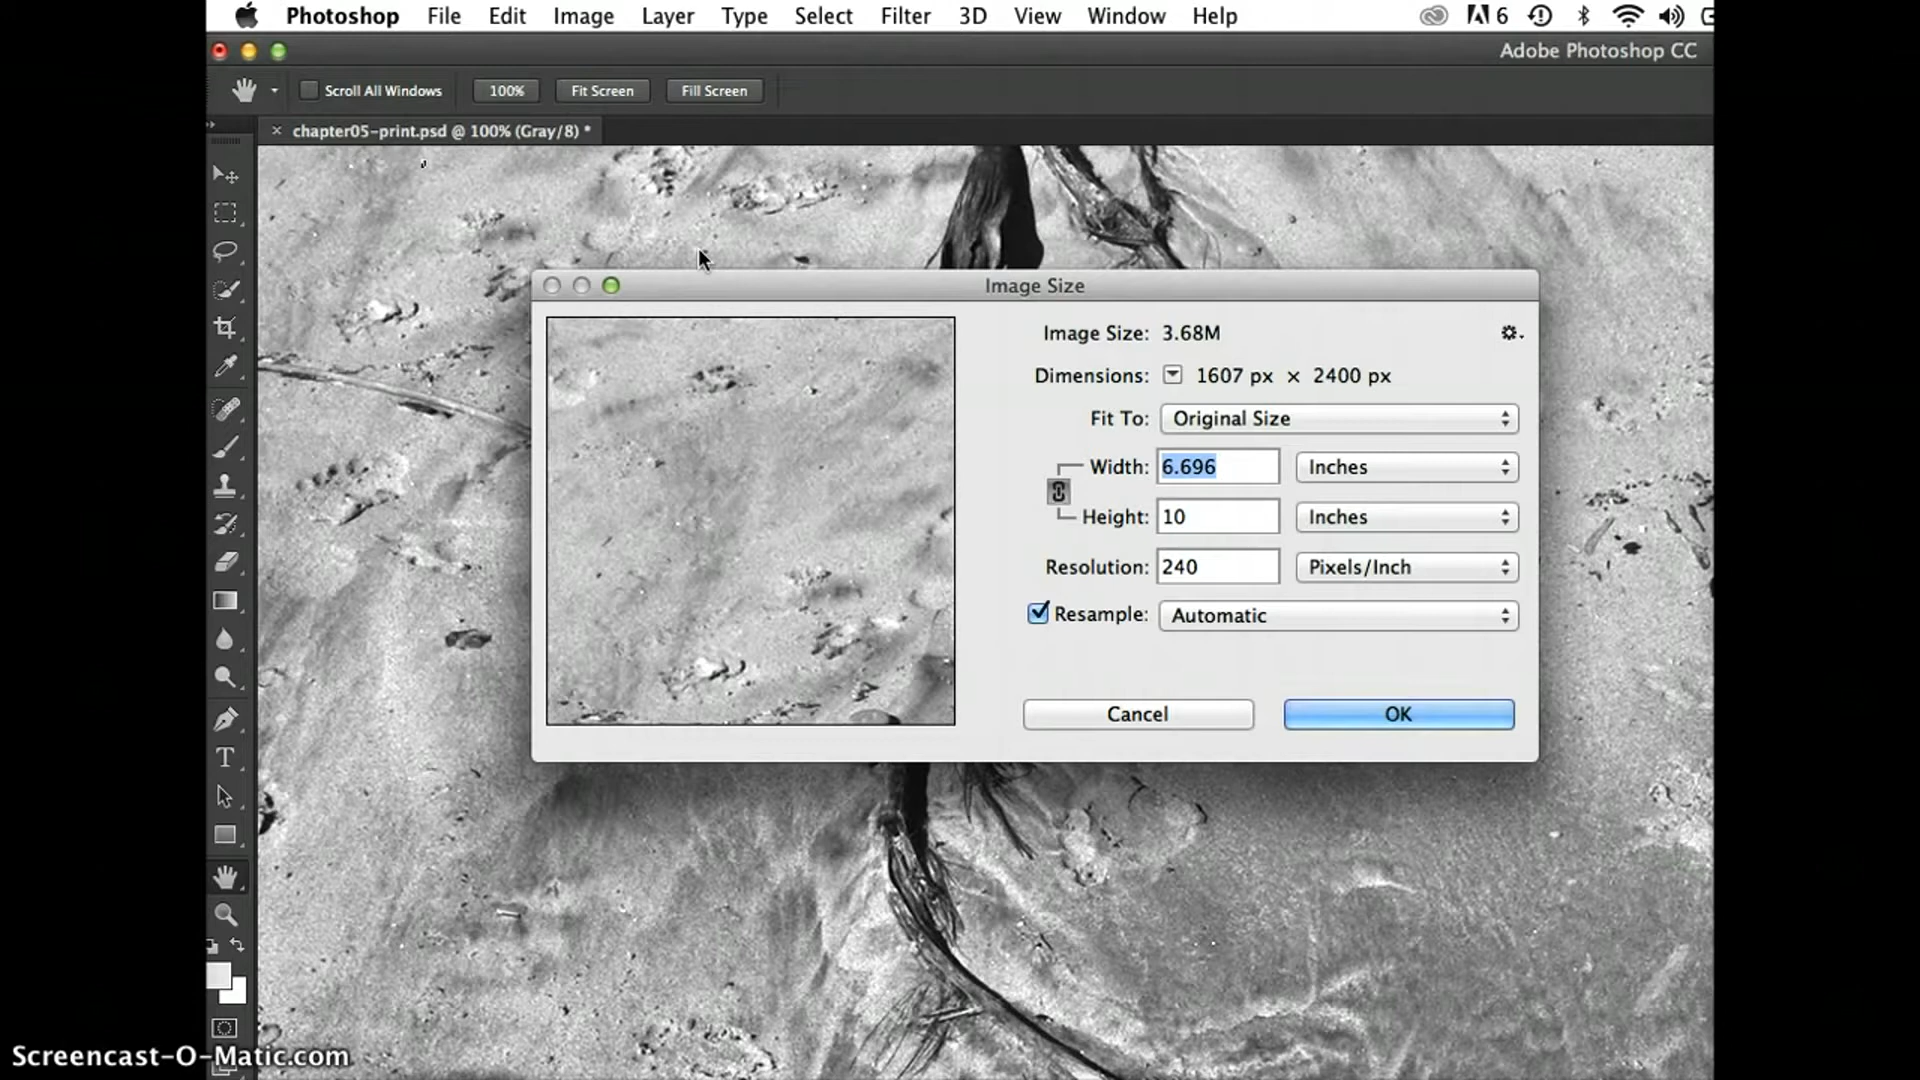 Photoshop File Edit Image Layer Type Select Filter 3D View Window Help 6
Adobe Photoshop CC
Scroll All Windows 100% Fit Screen Fill Screen
× chapter05-print.psd @ 100% (Gray/8) *
Image Size
Image Size: 3.68M
Dimensions: 1607 px × 2400 px
Fit To: Original Size
Width: 6.696 Inches
Height: 10 Inches
Resolution: 240 Pixels/Inch
Resample: Automatic
Cancel OK
T
Screencast-O-Matic.com